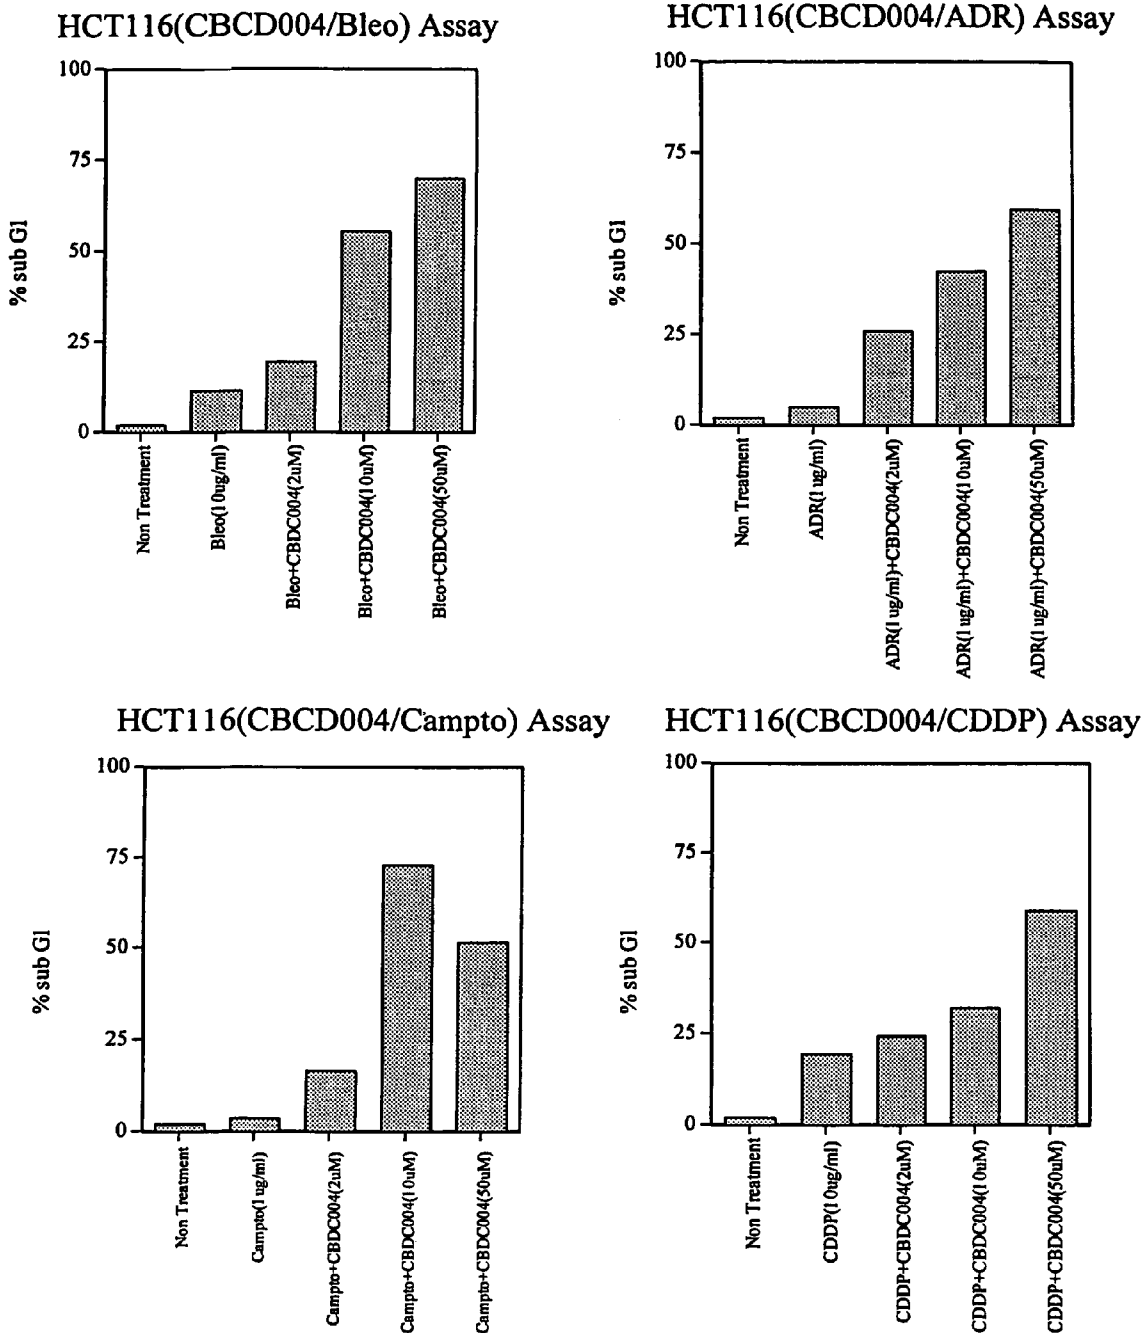 HCT116(CBCD004/Bleo) Assay
100
75
50
25
0
% sub G1
Non Treatment
Bleo(10ug/ml)
Bleo+CBDC004(2uM)
Bleo+CBDC004(10uM)
Bleo+CBDC004(50uM)
HCT116(CBCD004/ADR) Assay
100
75
50
25
0
% sub G1
Non Treatment
ADR(1ug/ml)
ADR(1ug/ml)+CBDC004(2uM)
ADR(1ug/ml)+CBDC004(10uM)
ADR(1ug/ml)+CBDC004(50uM)
HCT116(CBCD004/Campto) Assay
100
75
50
25
0
% sub G1
Non Treatment
Campto(1ug/ml)
Campto+CBDC004(2uM)
Campto+CBDC004(10uM)
Campto+CBDC004(50uM)
HCT116(CBCD004/CDDP) Assay
100
75
50
25
0
% sub G1
Non Treatment
CDDP(10ug/ml)
CDDP+CBDC004(2uM)
CDDP+CBDC004(10uM)
CDDP+CBDC004(50uM)